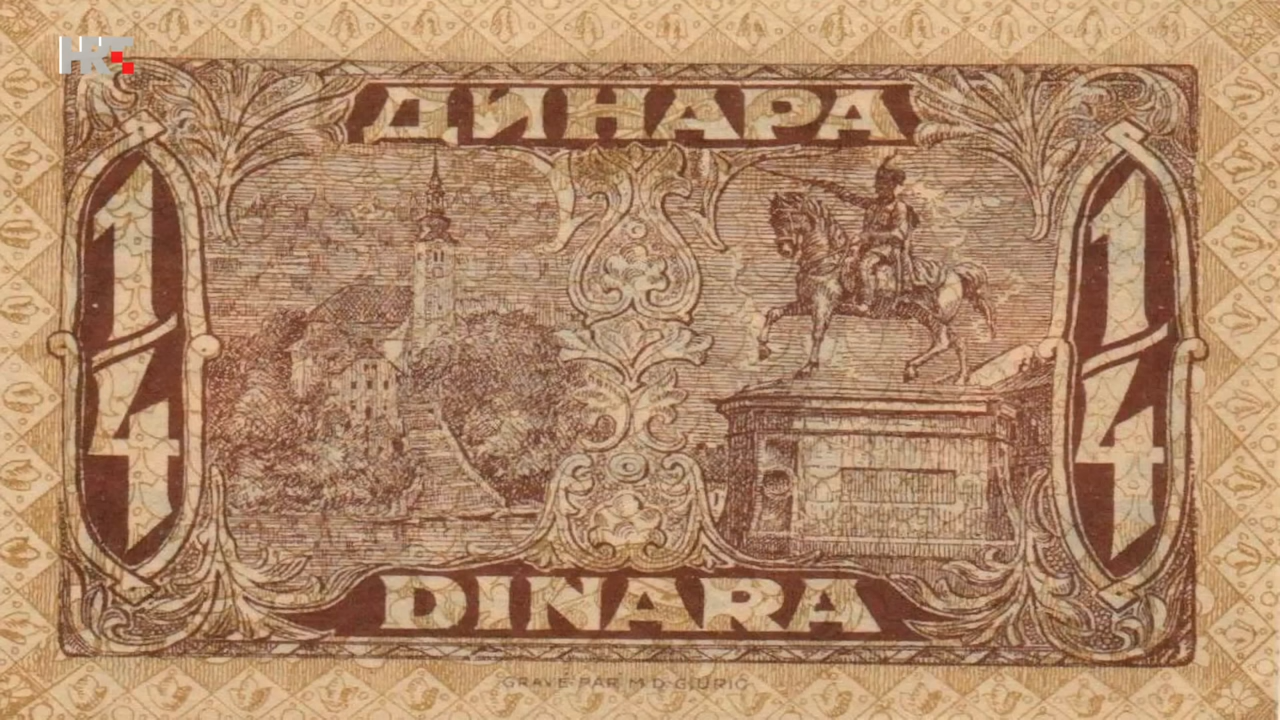 HRT
ДИНАРА
1/4
1/4
DINARA
GRAVÉ PAR M D GJURIĆ